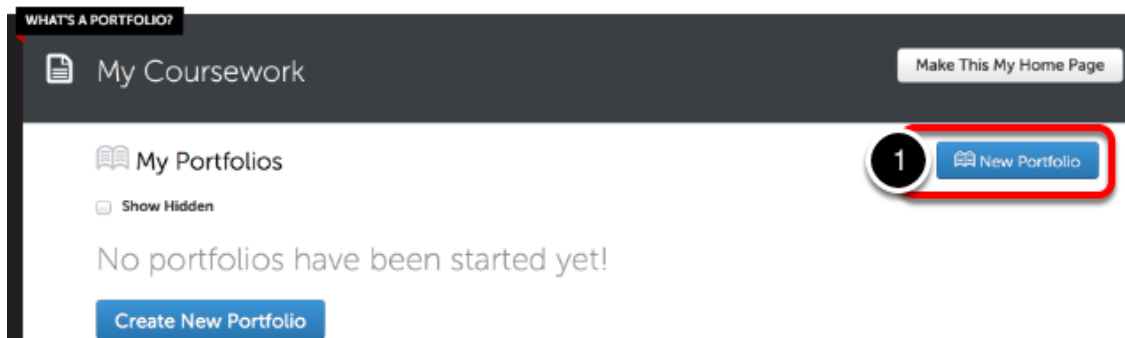 WHAT'S A PORTFOLIO?
My Coursework
Make This My Home Page
My Portfolios
1
New Portfolio
Show Hidden
No portfolios have been started yet!
Create New Portfolio